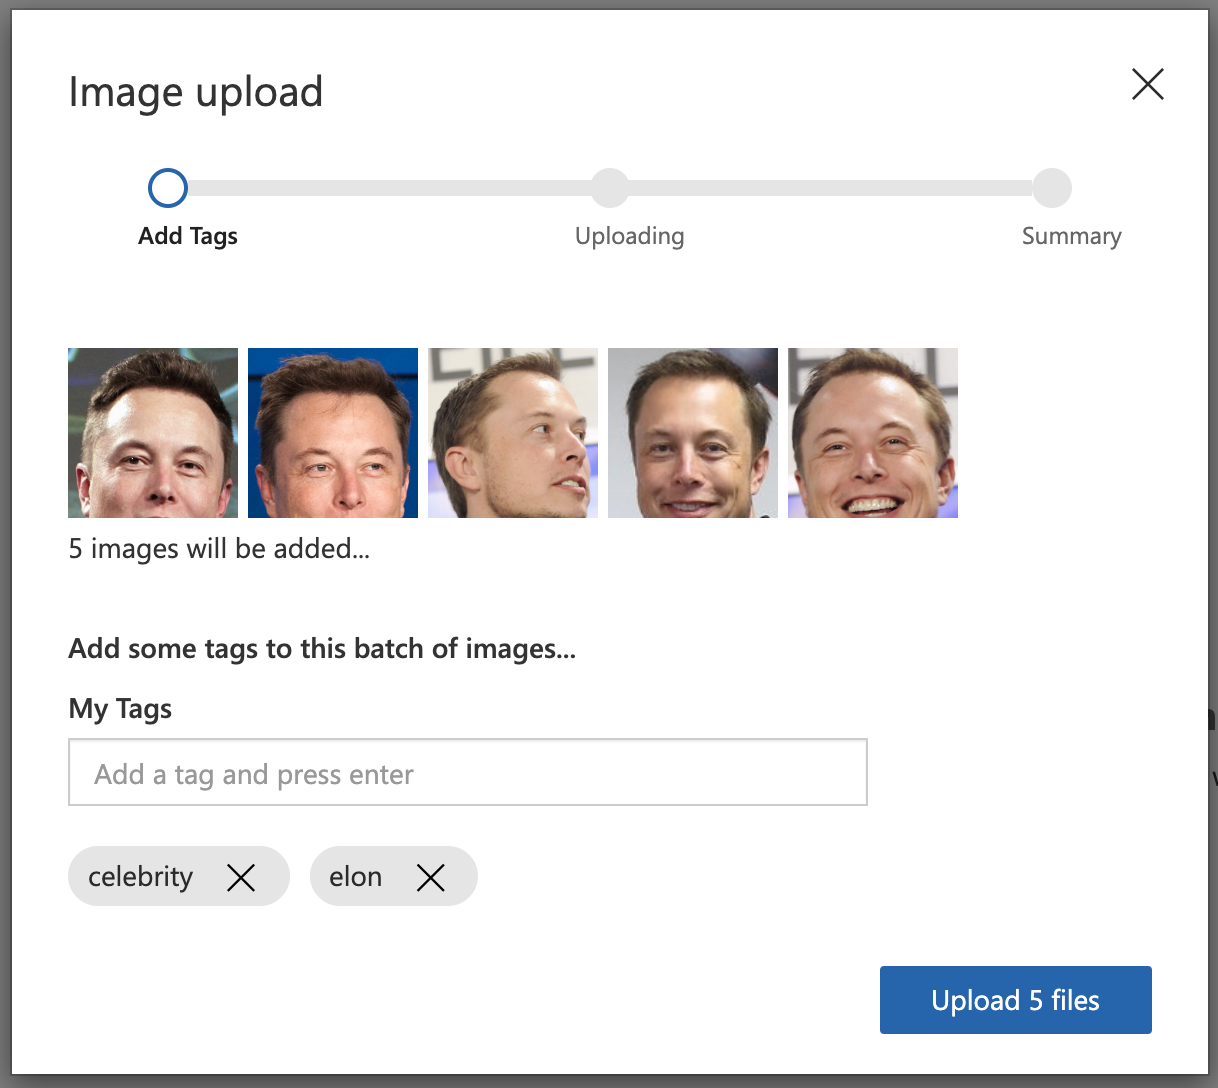 Image upload
Add Tags
Uploading
Summary
5 images will be added...
Add some tags to this batch of images...
My Tags
Add a tag and press enter
celebrity
elon
Upload 5 files